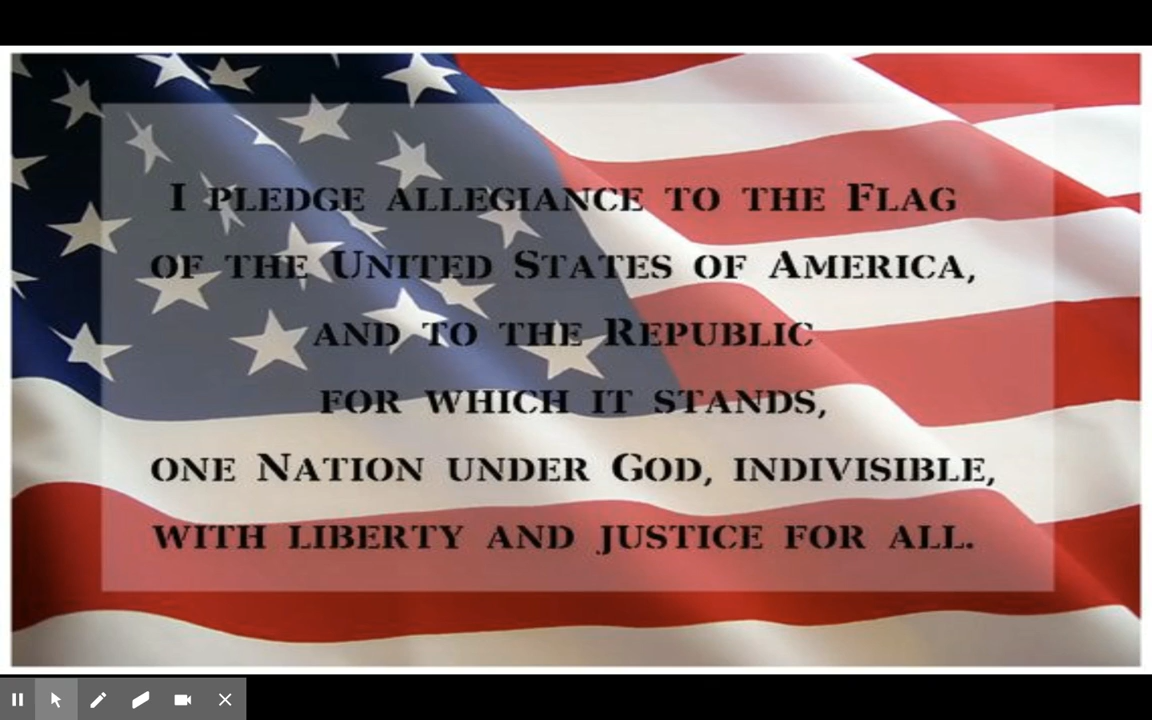 I PLEDGE ALLEGIANCE TO THE FLAG
OF THE UNITED STATES OF AMERICA,
AND TO THE REPUBLIC
FOR WHICH IT STANDS,
ONE NATION UNDER GOD, INDIVISIBLE,
WITH LIBERTY AND JUSTICE FOR ALL.